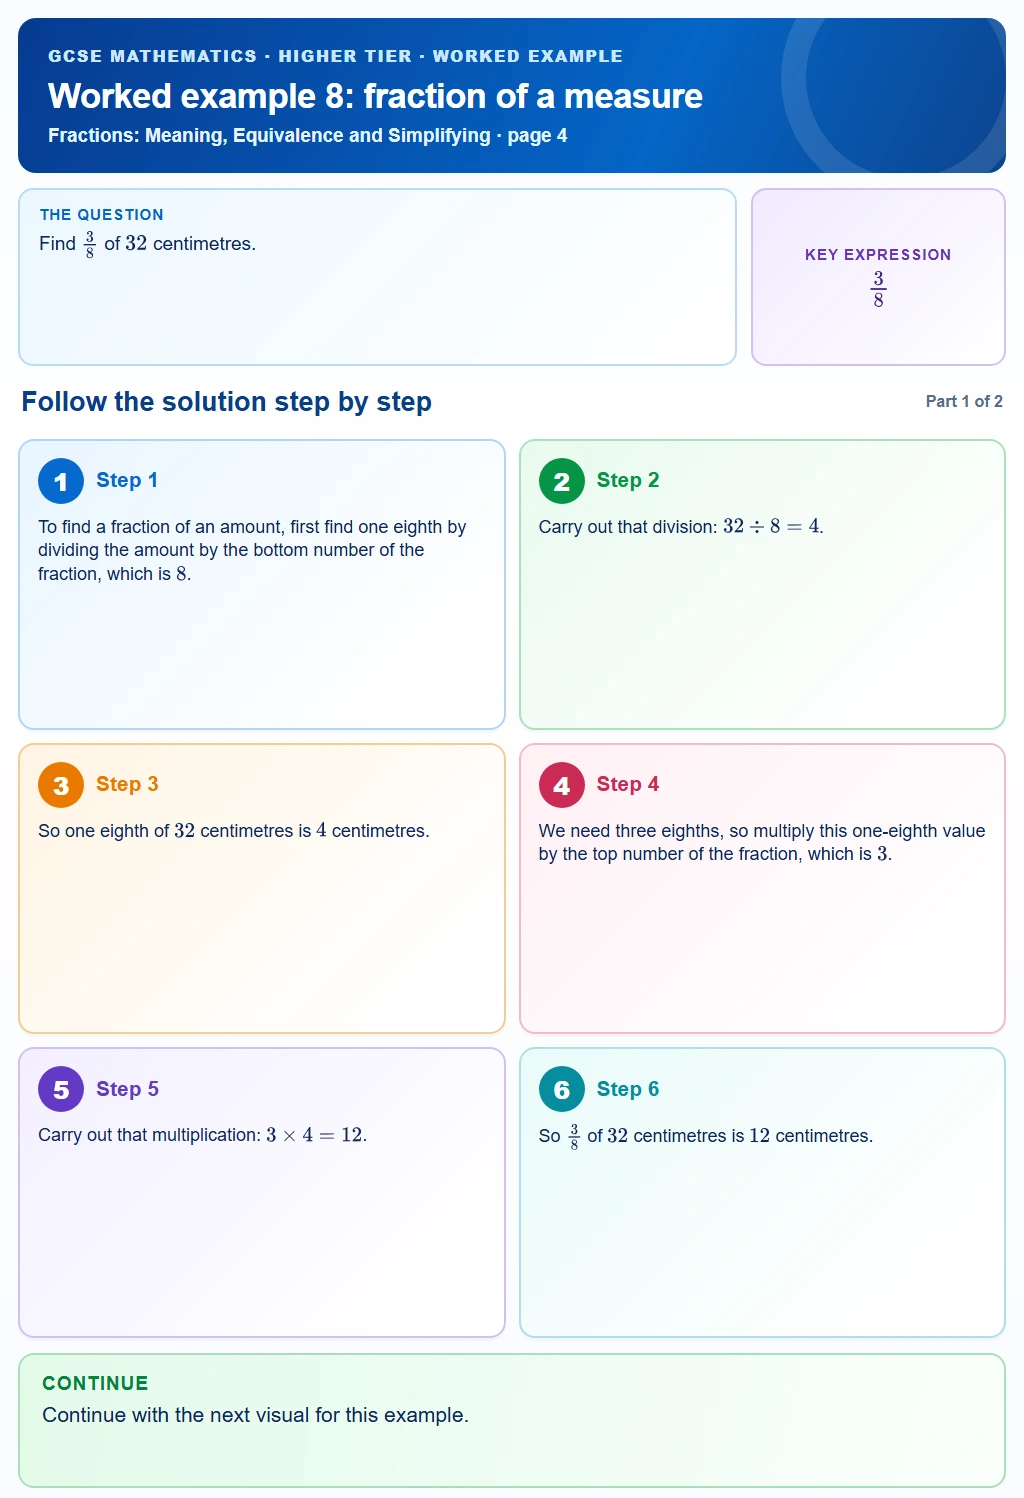 GCSE MATHEMATICS · HIGHER TIER · WORKED EXAMPLE
Worked example 8: fraction of a measure
Fractions: Meaning, Equivalence and Simplifying · page 4
THE QUESTION
Find 3/8 of 32 centimetres.
KEY EXPRESSION
3/8
Follow the solution step by step
Part 1 of 2
1 Step 1
To find a fraction of an amount, first find one eighth by
dividing the amount by the bottom number of the
fraction, which is 8.
2 Step 2
Carry out that division: 32 ÷ 8 = 4.
3 Step 3
So one eighth of 32 centimetres is 4 centimetres.
4 Step 4
We need three eighths, so multiply this one-eighth value
by the top number of the fraction, which is 3.
5 Step 5
Carry out that multiplication: 3 × 4 = 12.
6 Step 6
So 3/8 of 32 centimetres is 12 centimetres.
CONTINUE
Continue with the next visual for this example.